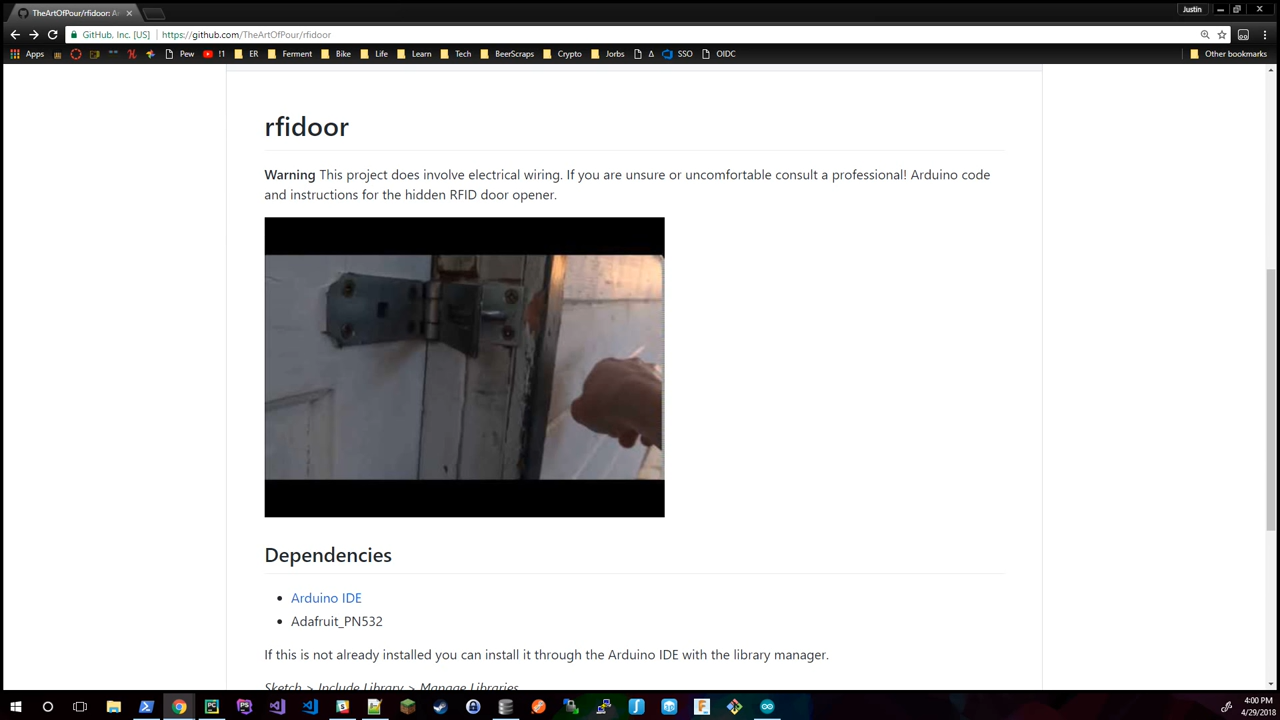 TheArtOfPour/rfidoor: A
Justin
GitHub, Inc. [US]
https://github.com/TheArtOfPour/rfidoor
Apps
Pew
!1
ER
Ferment
Bike
Life
Learn
Tech
BeerScraps
Crypto
Jorbs
Δ
SSO
OIDC
Other bookmarks
rfidoor
Warning This project does involve electrical wiring. If you are unsure or uncomfortable consult a professional! Arduino code
and instructions for the hidden RFID door opener.
Dependencies
Arduino IDE
Adafruit_PN532
If this is not already installed you can install it through the Arduino IDE with the library manager.
Sketch > Include Library > Manage Libraries
4:00 PM
4/29/2018